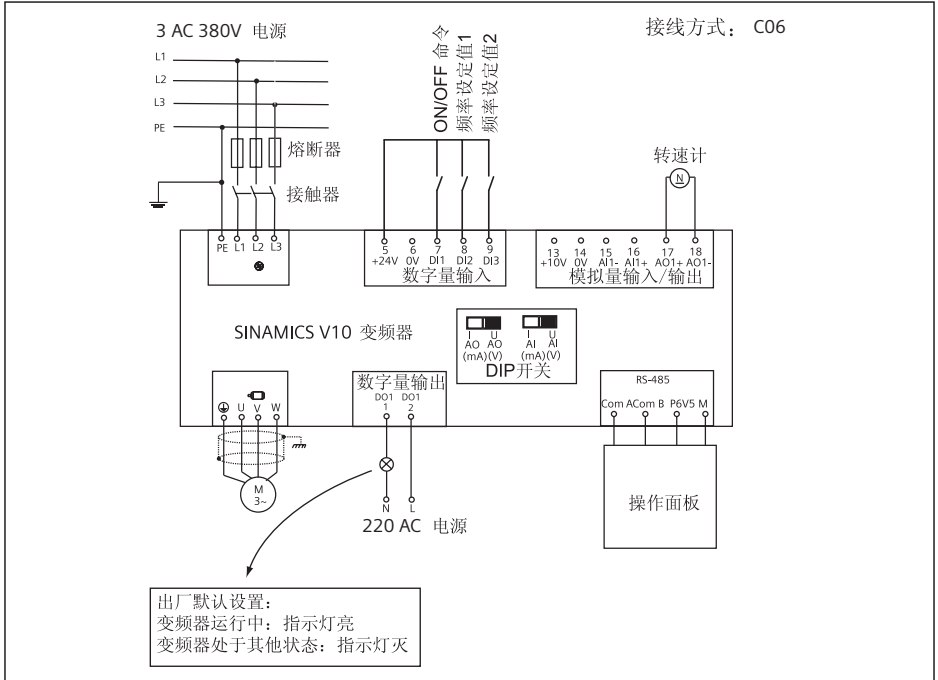 3 AC 380V 电源
接线方式： C06
L1
L2
L3
PE
熔断器
接触器
ON/OFF 命令
频率设定值1
频率设定值2
转速计
N
PE L1 L2 L3
5 6 7 8 9
+24V 0V DI1 DI2 DI3
数字量输入
13 14 15 16 17 18
+10V 0V AI1- AI1+ AO1+ AO1-
模拟量输入/输出
SINAMICS V10 变频器
I U I U
AO AO AI AI
(mA)(V) (mA)(V)
DIP开关
U V W
数字量输出
DO1 DO1
1 2
RS-485
Com A Com B P6V5 M
M
3~
N L
220 AC 电源
操作面板
出厂默认设置：
变频器运行中：指示灯亮
变频器处于其他状态：指示灯灭